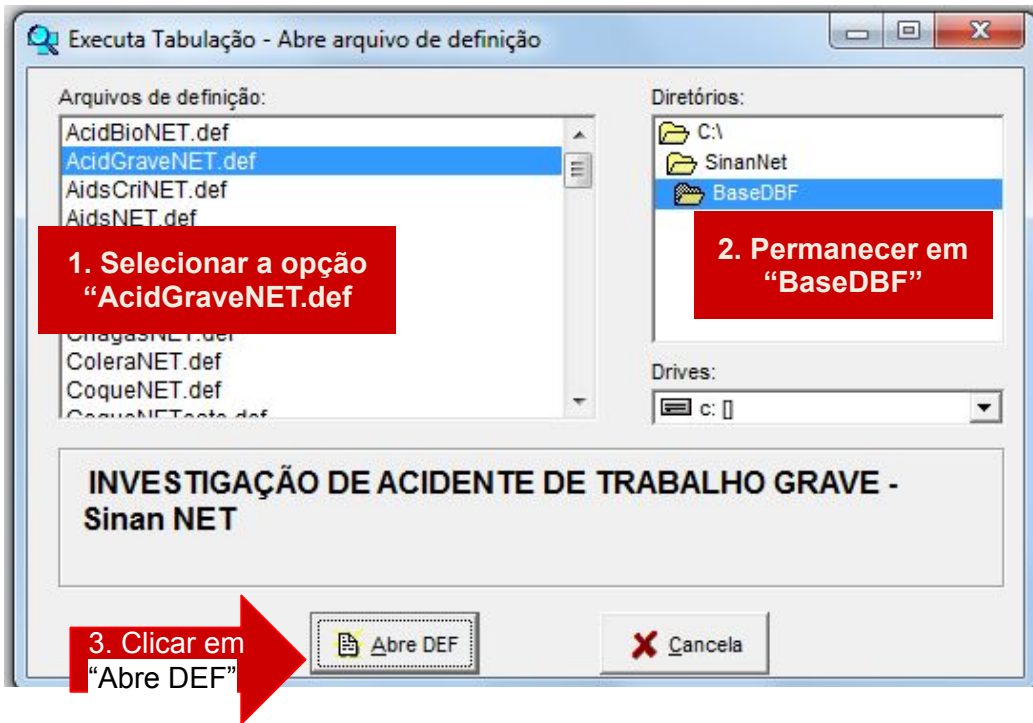 Executa Tabulação - Abre arquivo de definição
Arquivos de definição:
AcidBioNET.def
AcidGraveNET.def
AidsCriNET.def
AidsNET.def
1. Selecionar a opção
“AcidGraveNET.def
ChagasNET.def
ColeraNET.def
CoqueNET.def
Diretórios:
C:\
SinanNet
BaseDBF
2. Permanecer em
“BaseDBF”
Drives:
c: []
INVESTIGAÇÃO DE ACIDENTE DE TRABALHO GRAVE -
Sinan NET
3. Clicar em
“Abre DEF”
Abre DEF
Cancela